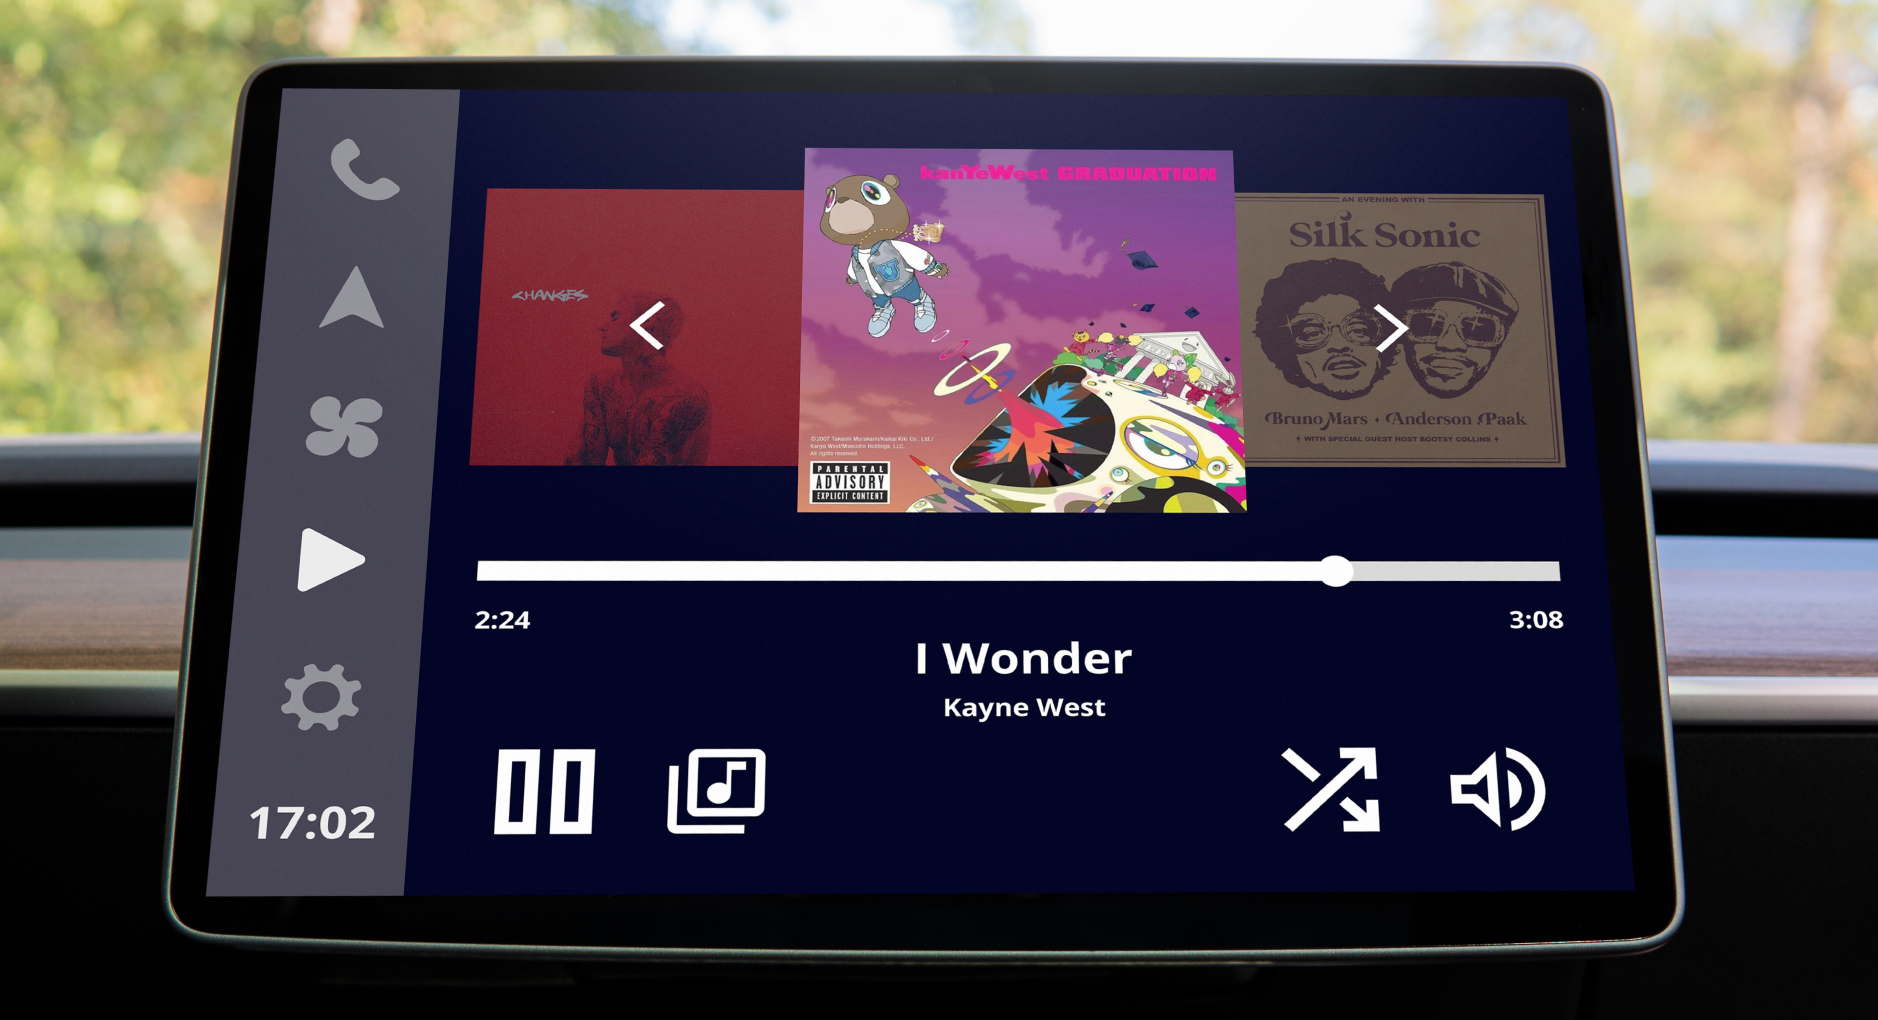 CHANGES
kanYeWest GRADUATION
©2007 Takashi Murakami/Kaikai Kiki Co., Ltd./
Kanye West/Mascotte Holdings, LLC.
All rights reserved.
PARENTAL
ADVISORY
EXPLICIT CONTENT
AN EVENING WITH
Silk Sonic
Bruno Mars + Anderson .Paak
+ WITH SPECIAL GUEST HOST BOOTSY COLLINS +
2:24
3:08
I Wonder
Kayne West
17:02